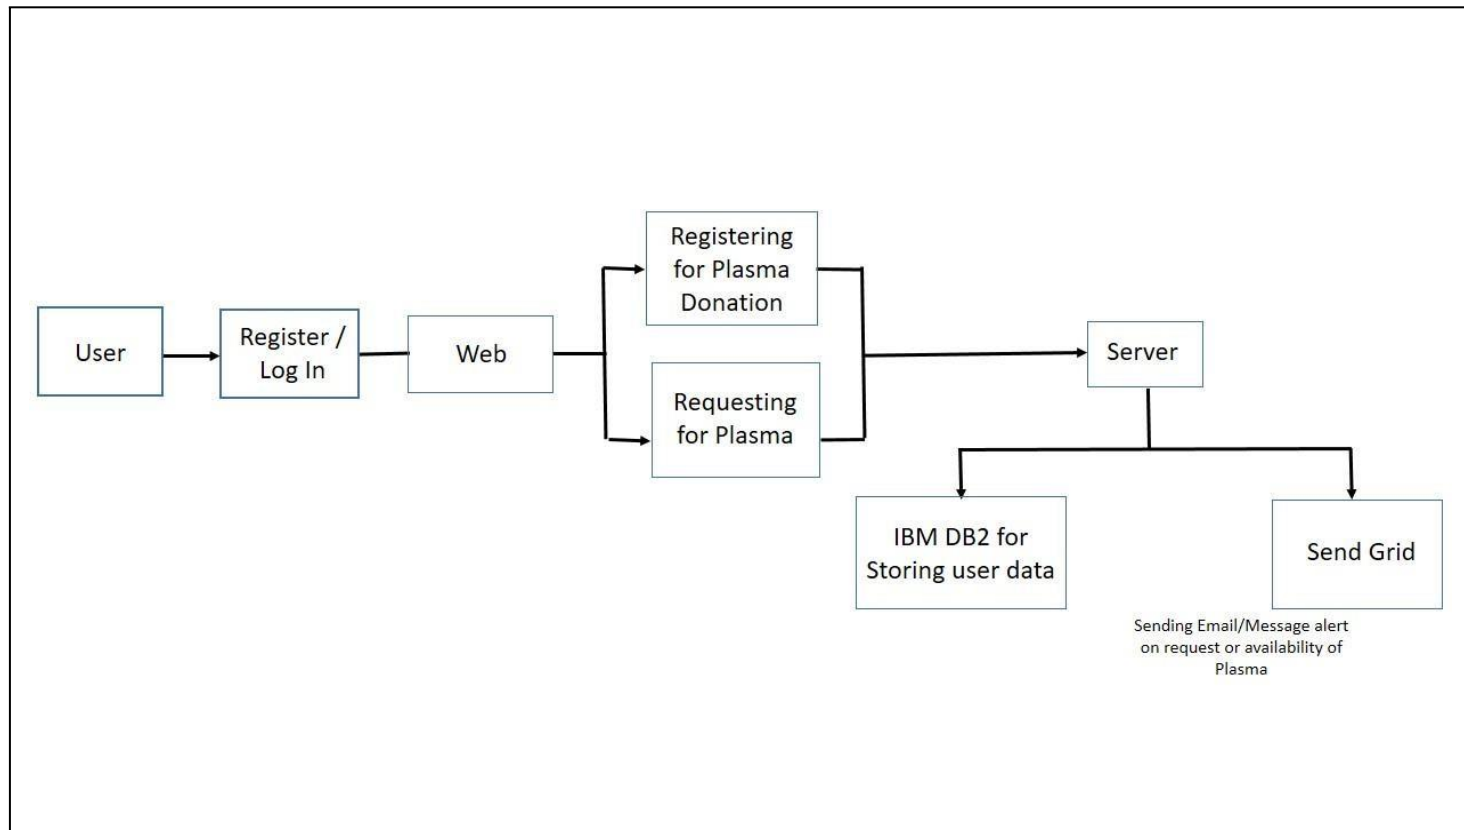 User
Register /
Log In
Web
Registering
for Plasma
Donation
Requesting
for Plasma
Server
IBM DB2 for
Storing user data
Send Grid
Sending Email/Message alert
on request or availability of
Plasma